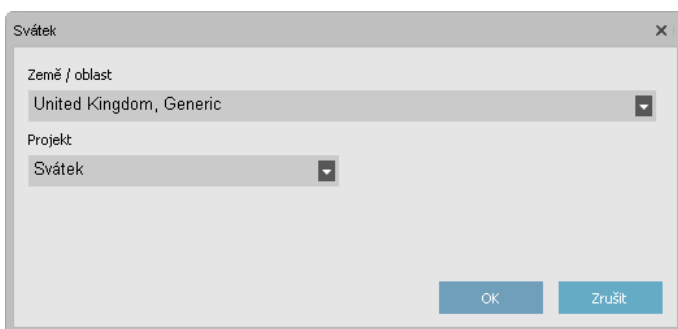 Svátek
Země / oblast
United Kingdom, Generic
Projekt
Svátek
OK Zrušit